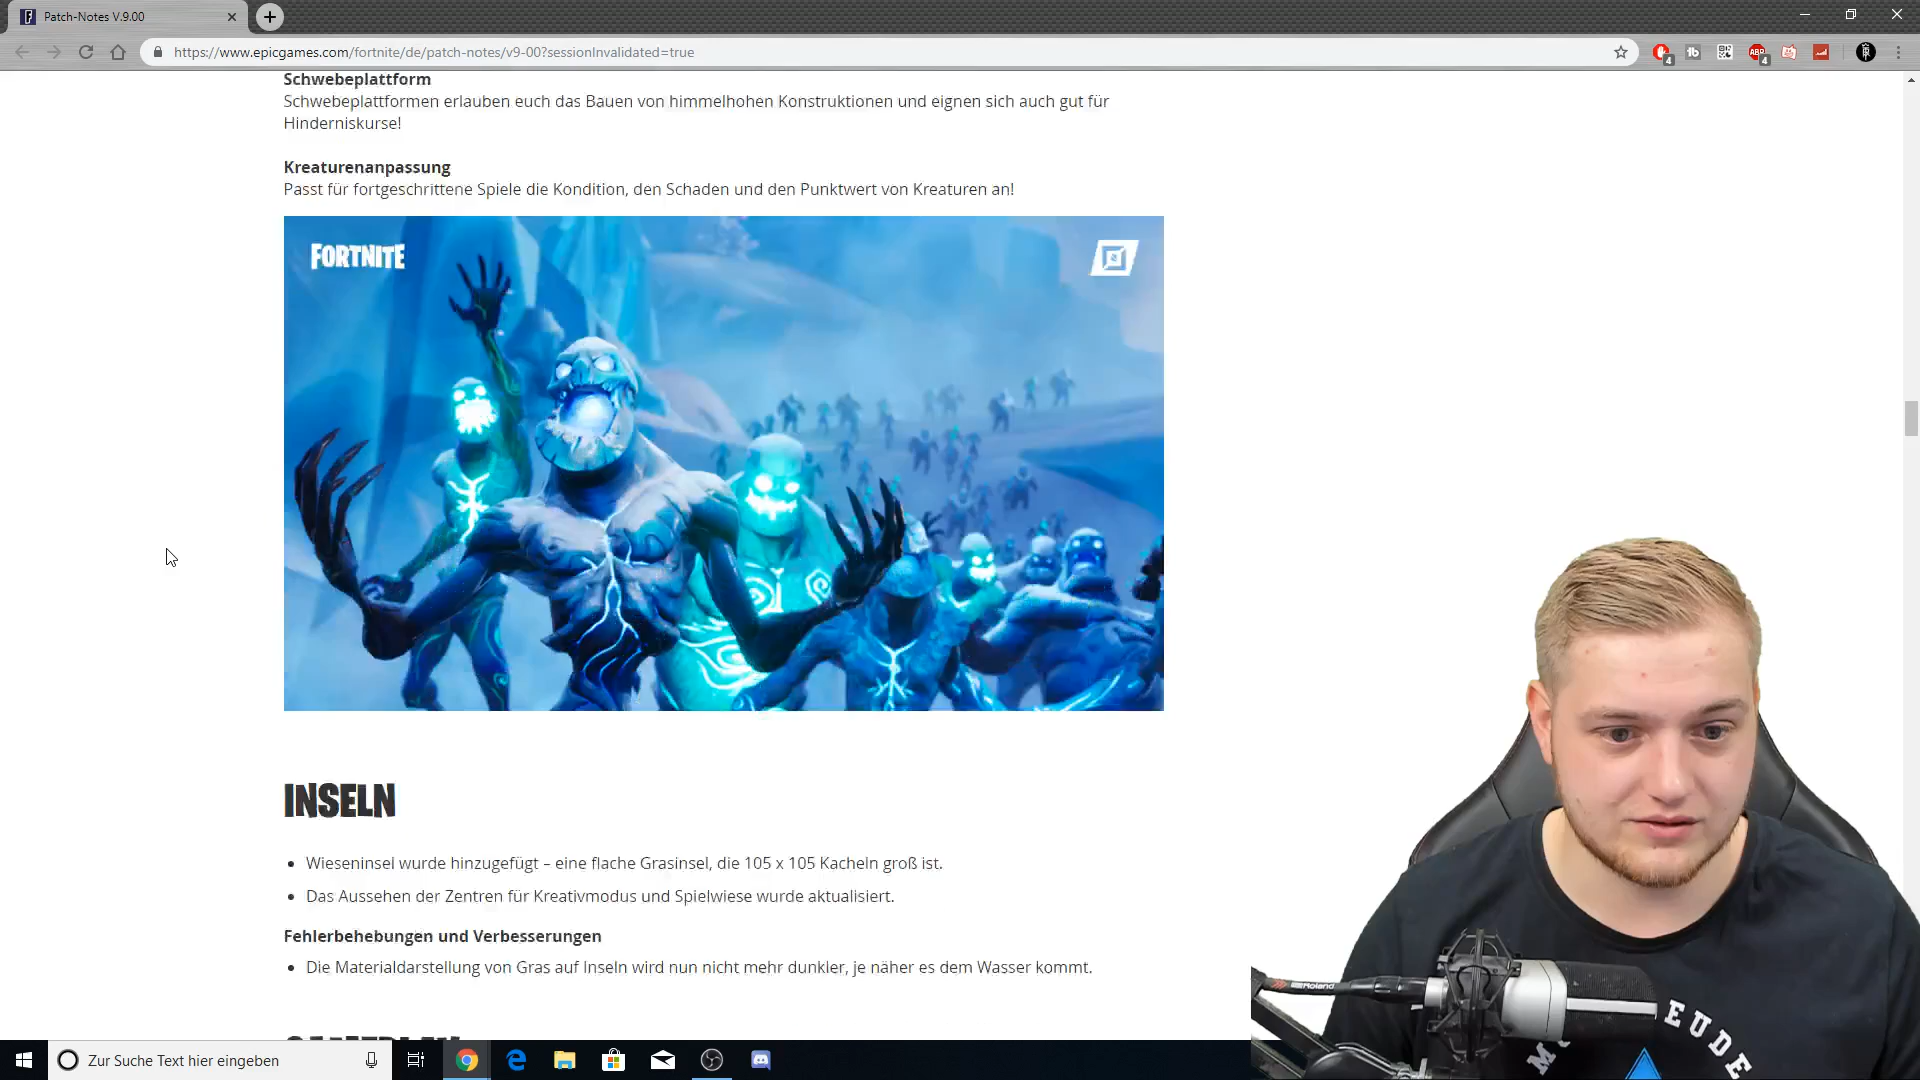 Patch-Notes V.9.00
https://www.epicgames.com/fortnite/de/patch-notes/v9-00?sessionInvalidated=true
Schwebeplattform
Schwebeplattformen erlauben euch das Bauen von himmelhohen Konstruktionen und eignen sich auch gut für
Hinderniskurse!
Kreaturenanpassung
Passt für fortgeschrittene Spiele die Kondition, den Schaden und den Punktwert von Kreaturen an!
FORTNITE
INSELN
Wieseninsel wurde hinzugefügt – eine flache Grasinsel, die 105 x 105 Kacheln groß ist.
Das Aussehen der Zentren für Kreativmodus und Spielwiese wurde aktualisiert.
Fehlerbehebungen und Verbesserungen
Die Materialdarstellung von Gras auf Inseln wird nun nicht mehr dunkler, je näher es dem Wasser kommt.
Roland
EUDE
Zur Suche Text hier eingeben